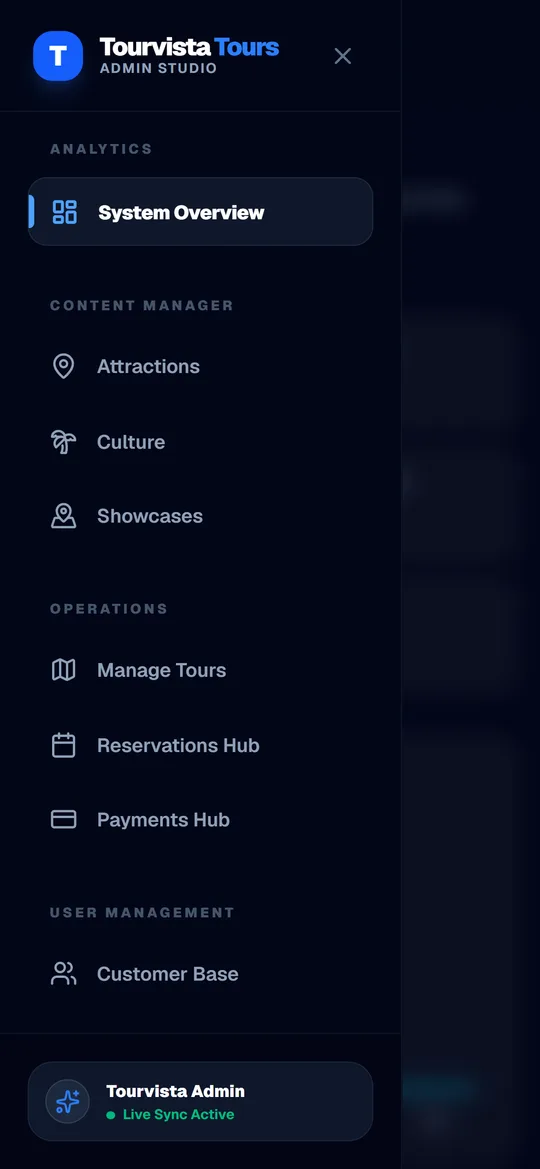 T
Tourvista Tours
ADMIN STUDIO
ANALYTICS
System Overview
CONTENT MANAGER
Attractions
Culture
Showcases
OPERATIONS
Manage Tours
Reservations Hub
Payments Hub
USER MANAGEMENT
Customer Base
Tourvista Admin
Live Sync Active